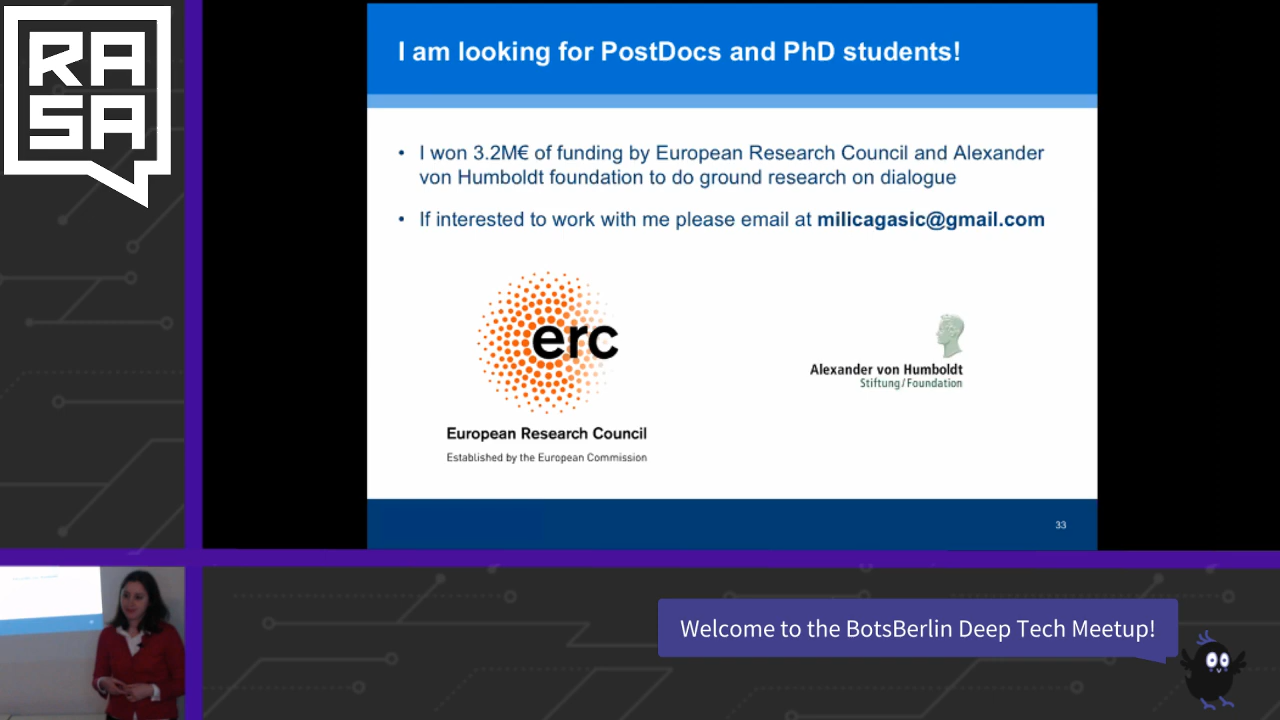 RASA
I am looking for PostDocs and PhD students!
• I won 3.2M€ of funding by European Research Council and Alexander
von Humboldt foundation to do ground research on dialogue
• If interested to work with me please email at milicagasic@gmail.com
erc
European Research Council
Established by the European Commission
Alexander von Humboldt
Stiftung/Foundation
33
Welcome to the BotsBerlin Deep Tech Meetup!